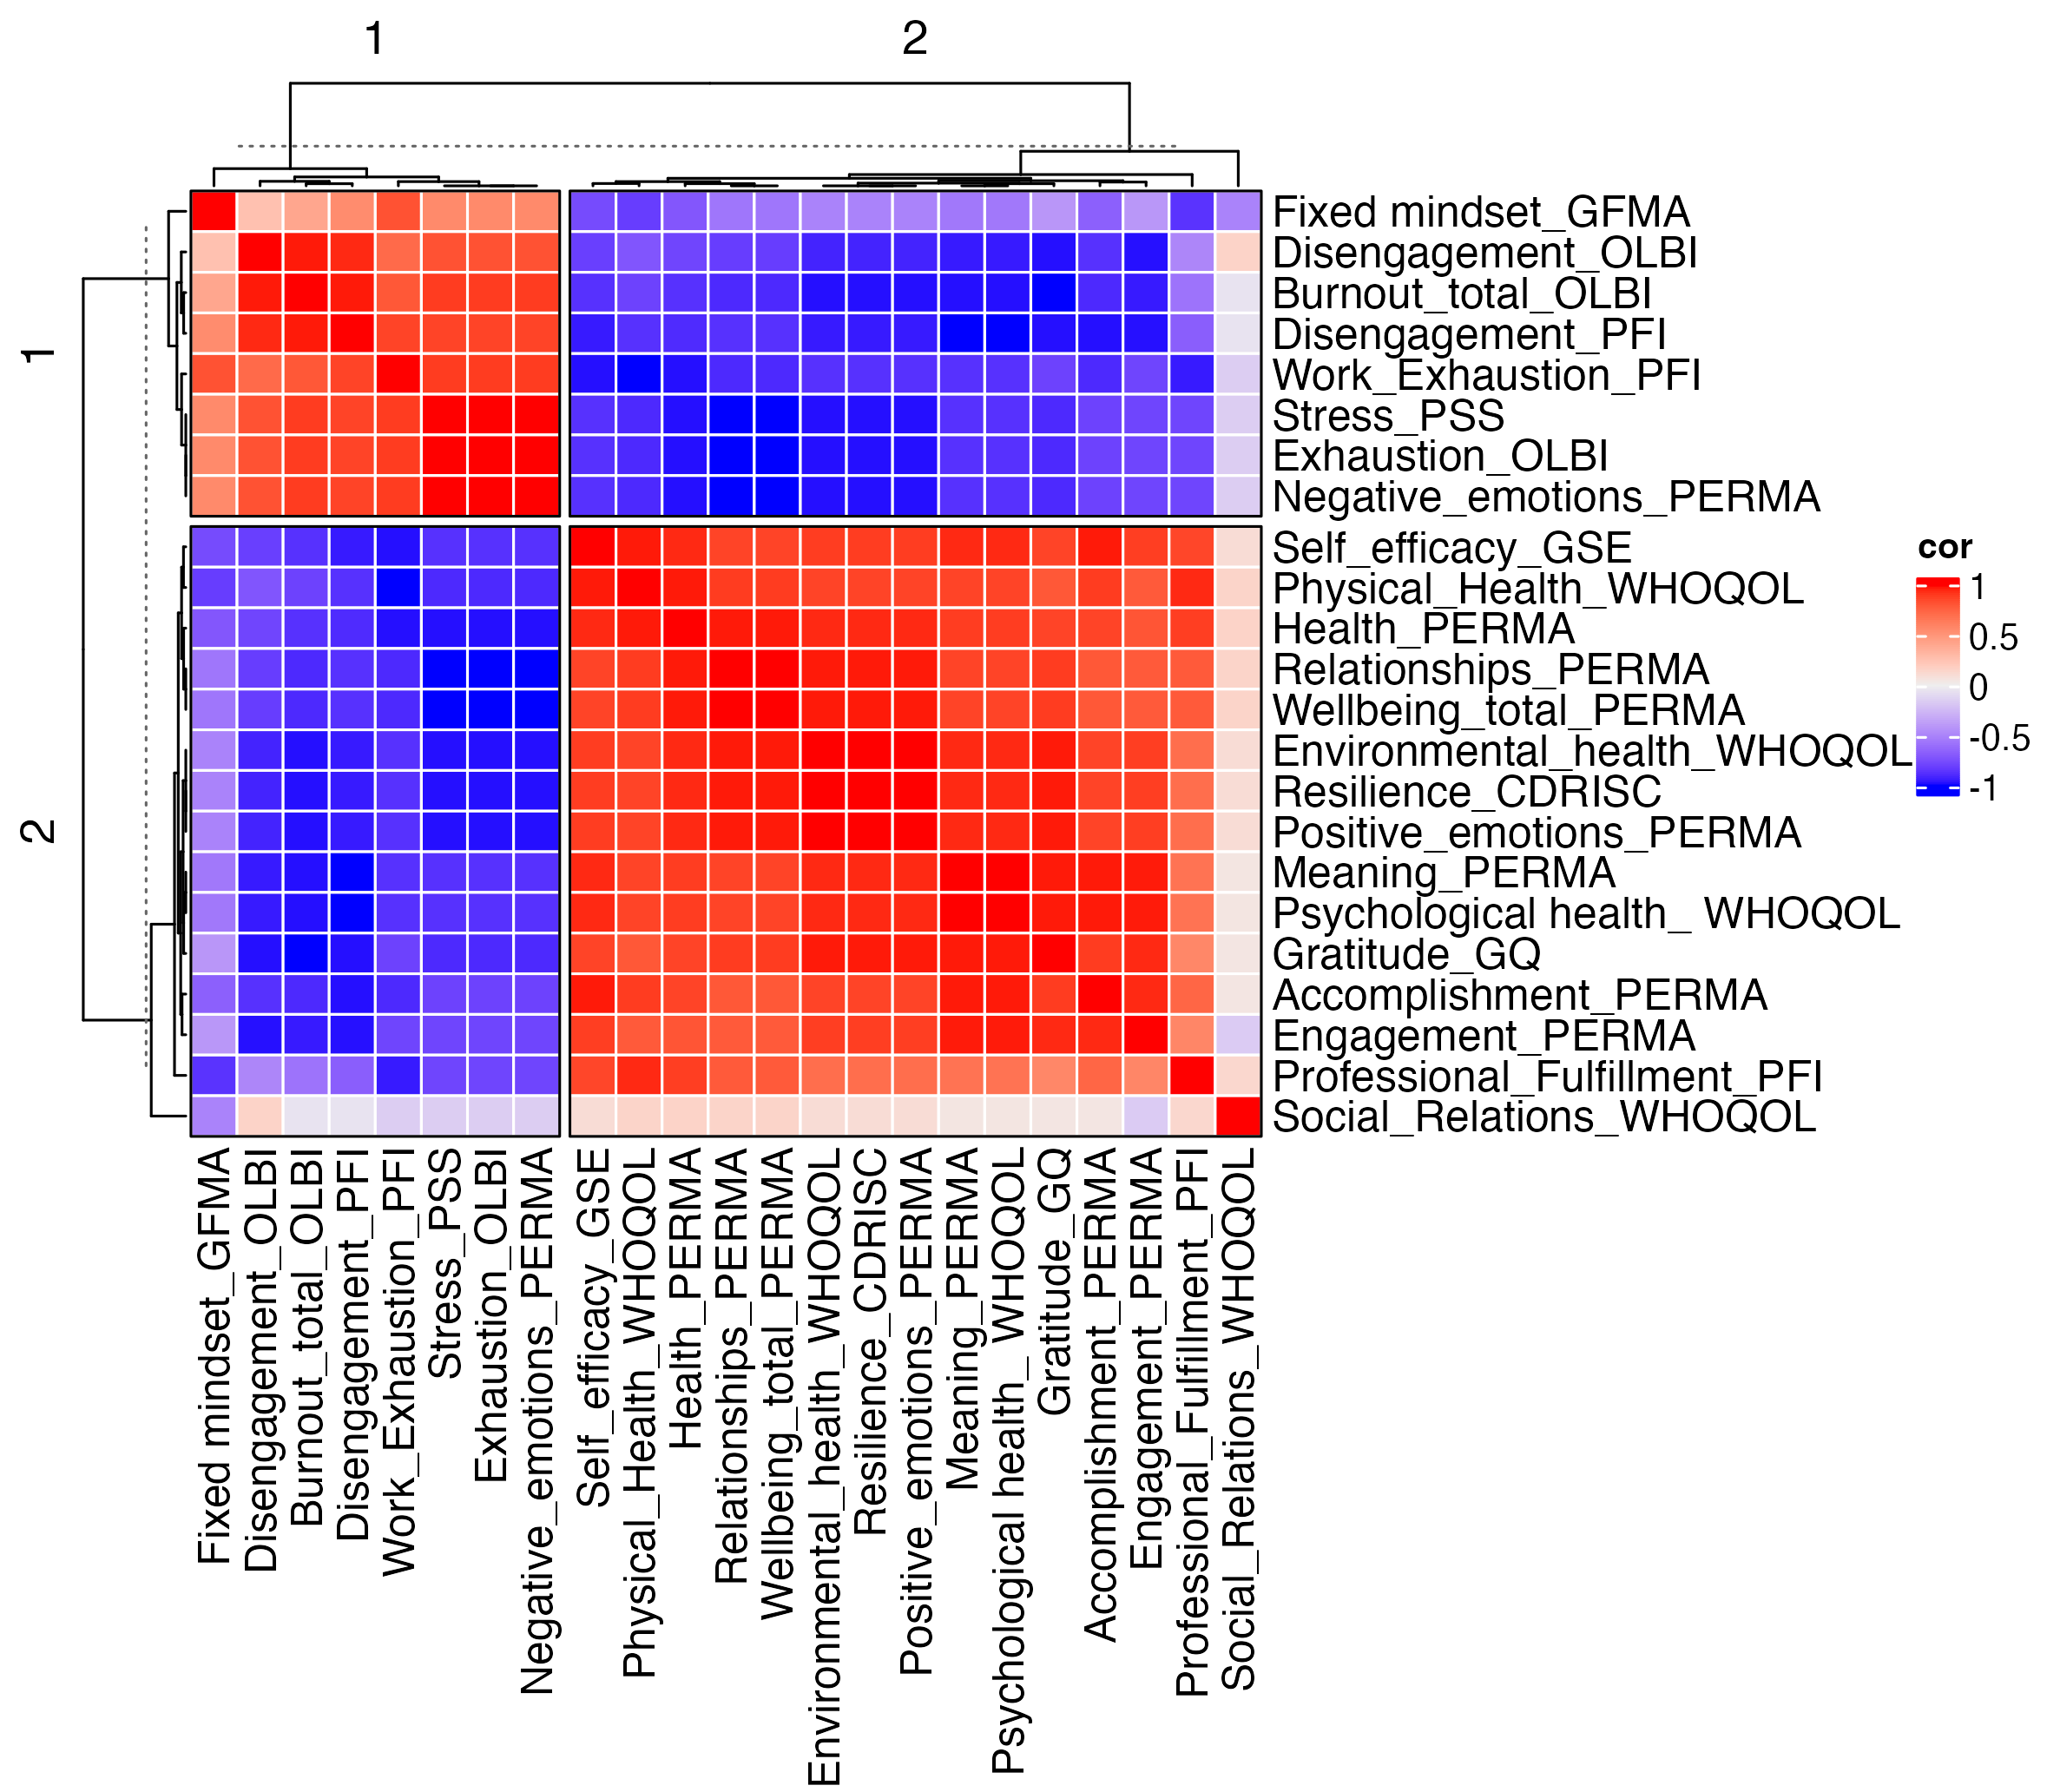 1
2
1
2
Fixed mindset_GFMA
Disengagement_OLBI
Burnout_total_OLBI
Disengagement_PFI
Work_Exhaustion_PFI
Stress_PSS
Exhaustion_OLBI
Negative_emotions_PERMA
Self_efficacy_GSE
Physical_Health_WHOQOL
Health_PERMA
Relationships_PERMA
Wellbeing_total_PERMA
Environmental_health_WHOQOL
Resilience_CDRISC
Positive_emotions_PERMA
Meaning_PERMA
Psychological health_ WHOQOL
Gratitude_GQ
Accomplishment_PERMA
Engagement_PERMA
Professional_Fulfillment_PFI
Social_Relations_WHOQOL
cor
1
0.5
0
-0.5
-1
Fixed mindset_GFMA
Disengagement_OLBI
Burnout_total_OLBI
Disengagement_PFI
Work_Exhaustion_PFI
Stress_PSS
Exhaustion_OLBI
Negative_emotions_PERMA
Self_efficacy_GSE
Physical_Health_WHOQOL
Health_PERMA
Relationships_PERMA
Wellbeing_total_PERMA
Environmental_health_WHOQOL
Resilience_CDRISC
Positive_emotions_PERMA
Meaning_PERMA
Psychological health_ WHOQOL
Gratitude_GQ
Accomplishment_PERMA
Engagement_PERMA
Professional_Fulfillment_PFI
Social_Relations_WHOQOL